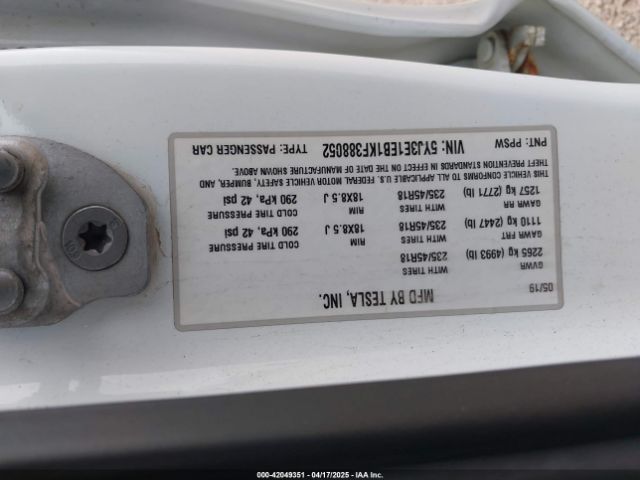 MFD BY TESLA, INC. 05/19
GVWR
2265 kg (4993 lb) WITH TIRES 235/45R18 RIM 18X8.5 J COLD TIRE PRESSURE 290 kPa, 42 psi
GAWR FRT
1110 kg (2447 lb) WITH TIRES 235/45R18 RIM 18X8.5 J COLD TIRE PRESSURE 290 kPa, 42 psi
GAWR RR
1257 kg (2771 lb)
THIS VEHICLE CONFORMS TO ALL APPLICABLE U.S. FEDERAL MOTOR VEHICLE SAFETY, BUMPER, AND
THEFT PREVENTION STANDARDS IN EFFECT ON THE DATE OF MANUFACTURE SHOWN ABOVE.
VIN: 5YJ3E1EB1KF388052 TYPE: PASSENGER CAR
PNT: PPSW
000-42049351 | 04/17/2025 | IAA, Inc.